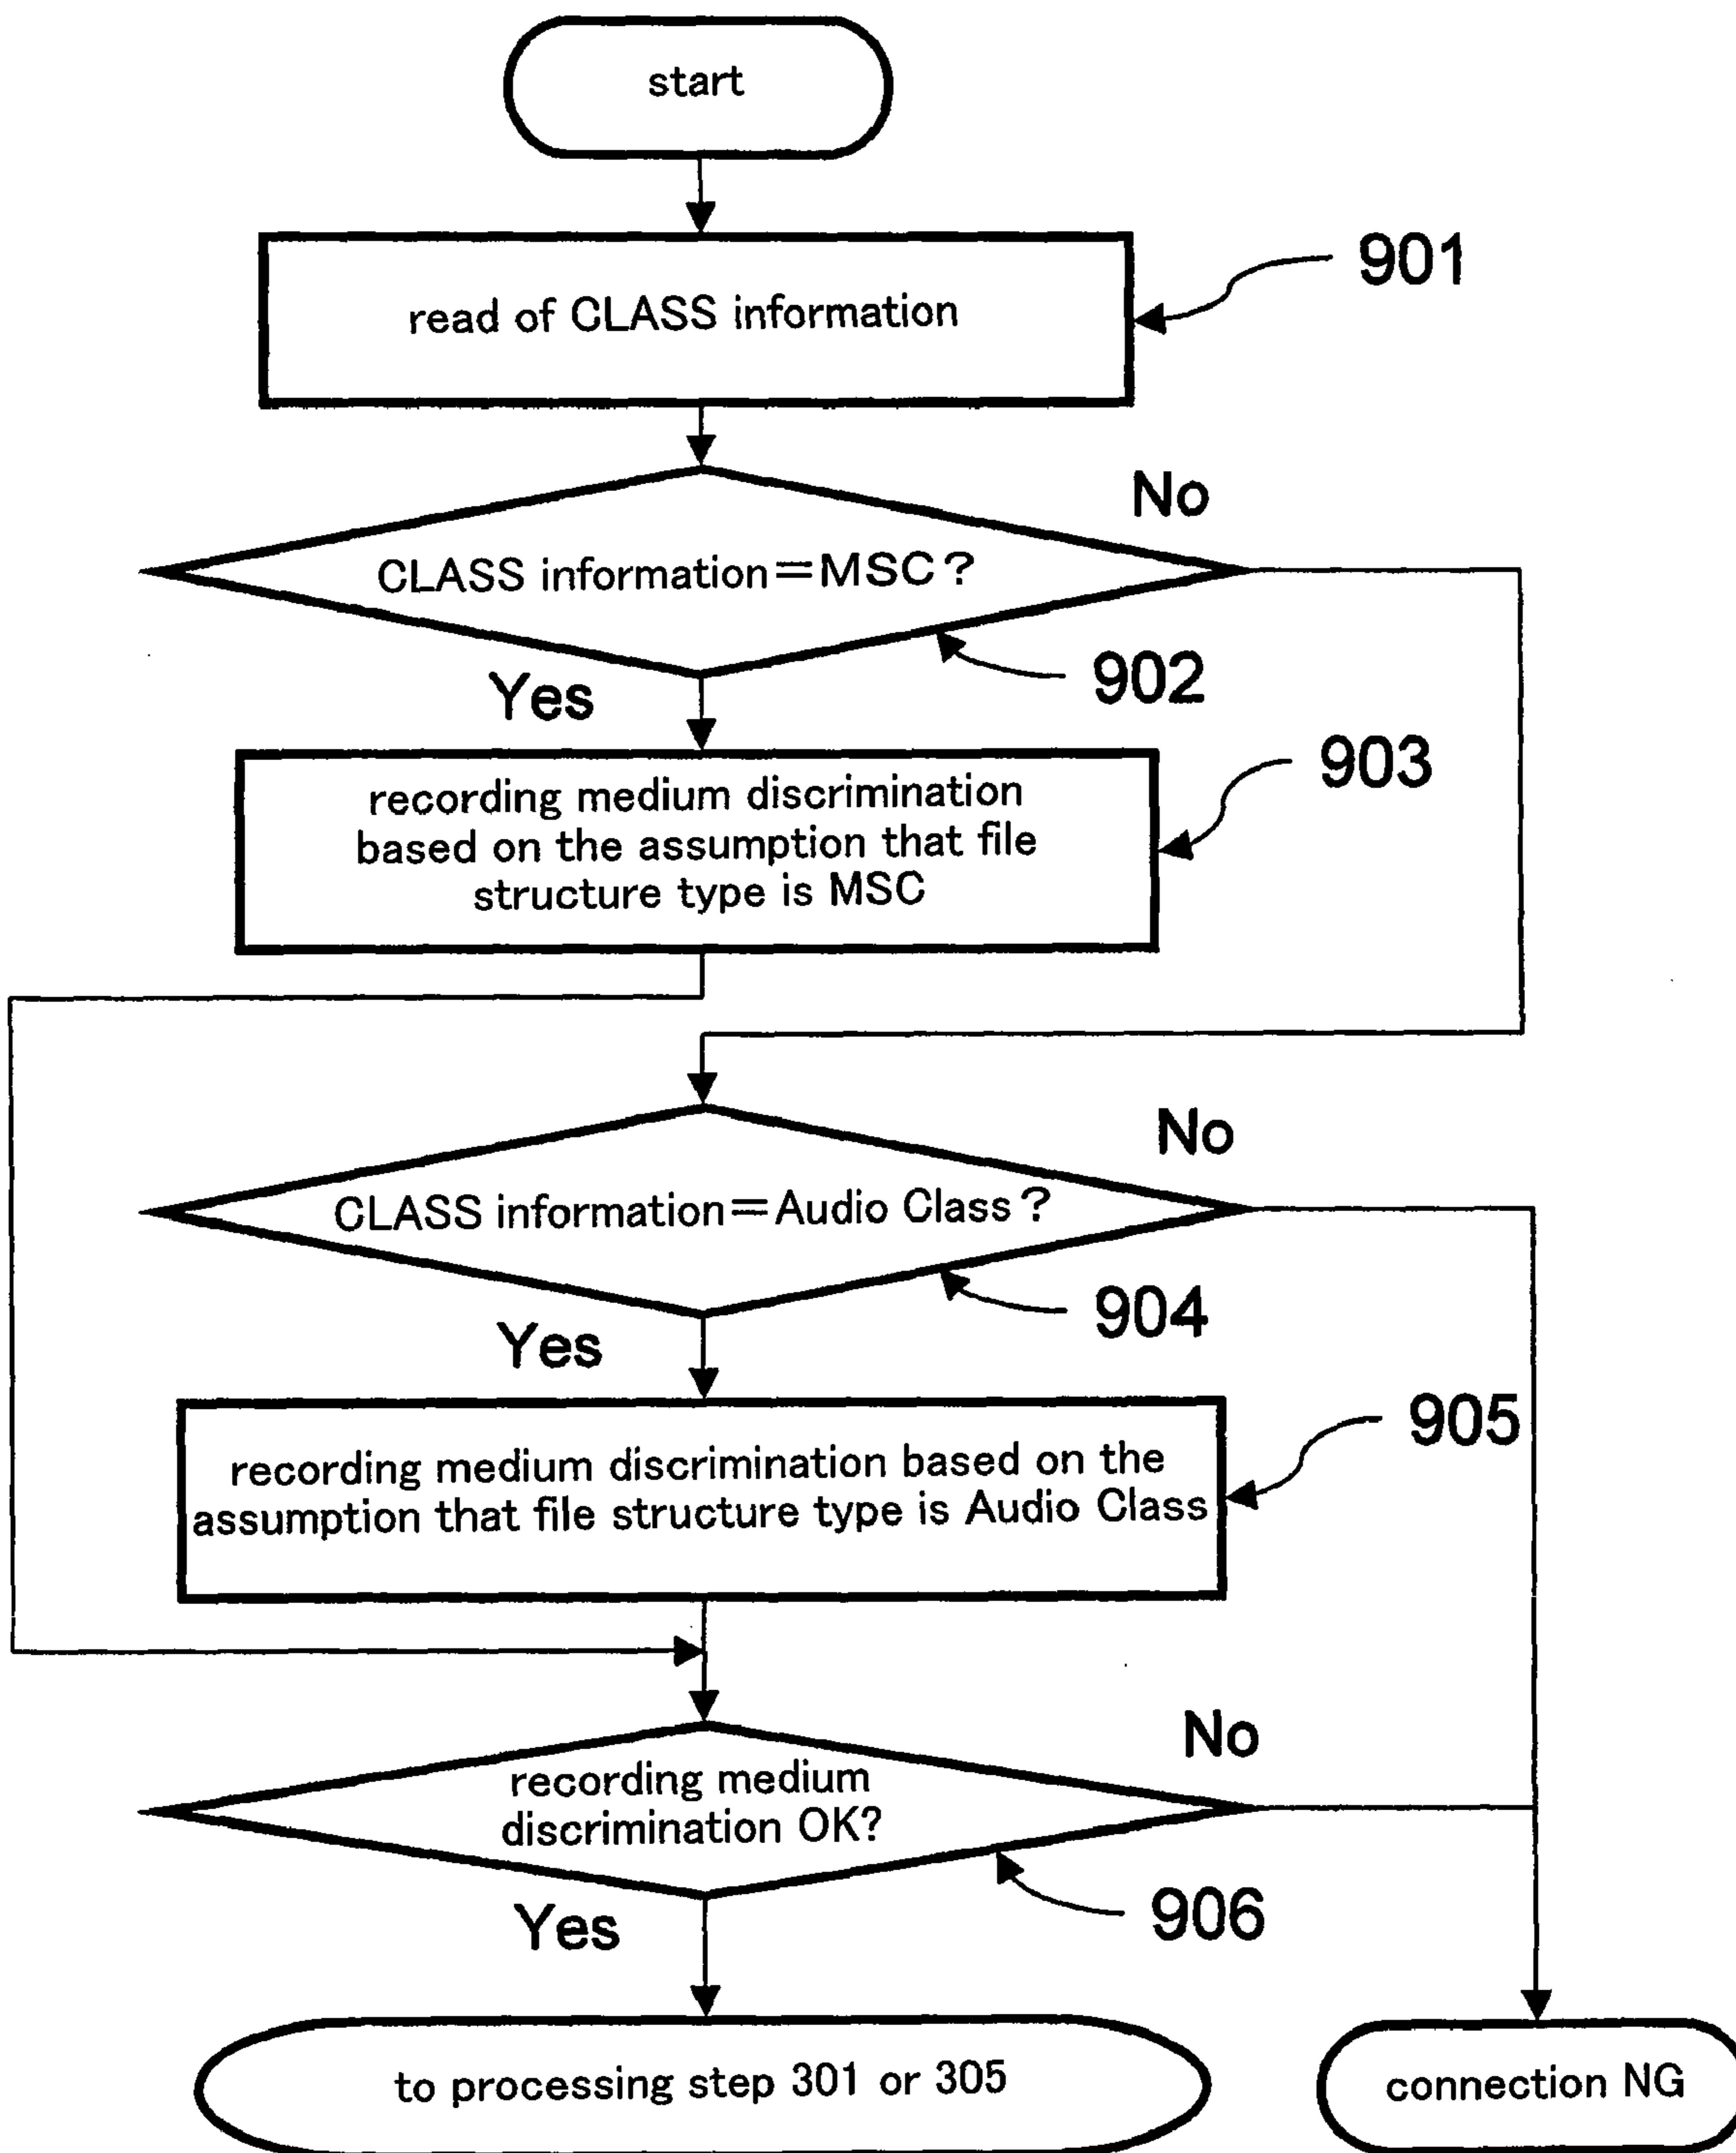 start
read of CLASS information
901
CLASS information=MSC?
No
902
Yes
recording medium discrimination
based on the assumption that file
structure type is MSC
903
CLASS information=Audio Class?
No
904
Yes
recording medium discrimination based on the
assumption that file structure type is Audio Class
905
recording medium
discrimination OK?
No
906
Yes
to processing step 301 or 305
connection NG